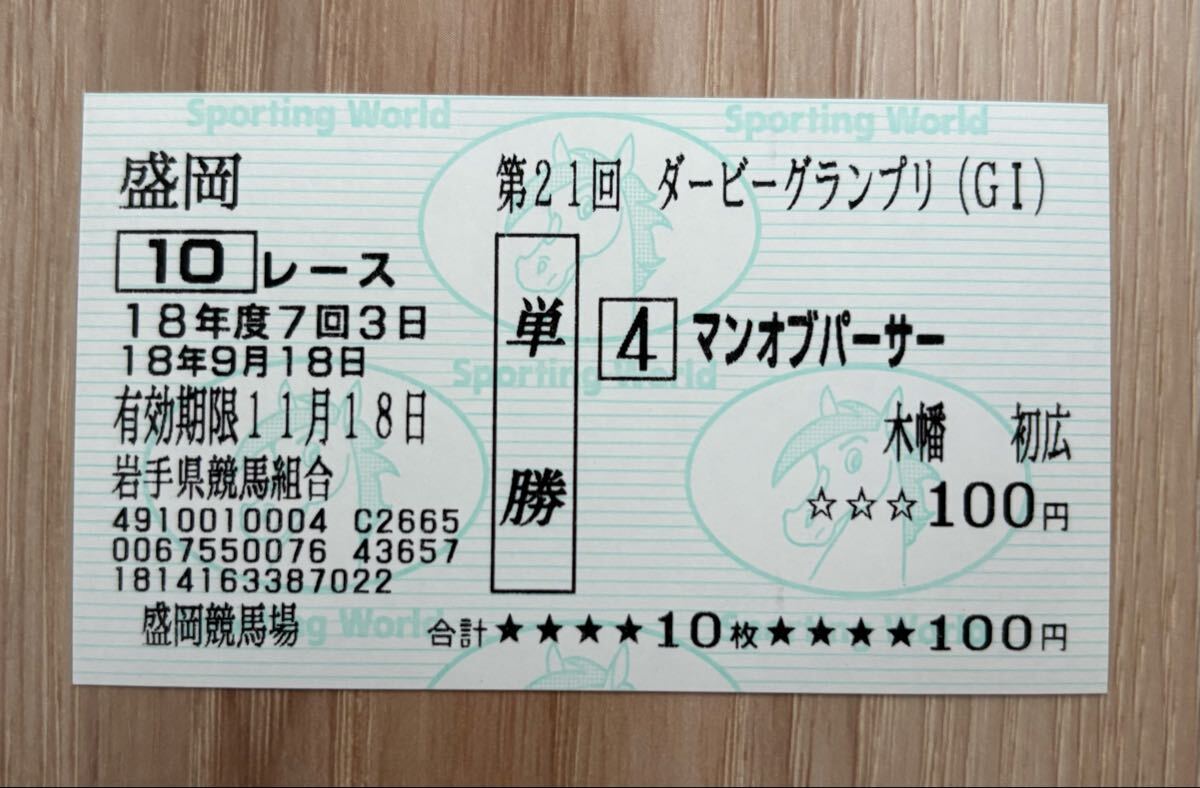 Sporting World Sporting World
盛岡
第21回 ダービーグランプリ(GI)
10レース
18年度7回3日
18年9月18日
有効期限11月18日
岩手県競馬組合
4910010004 C2665
0067550076 43657
1814163387022
盛岡競馬場
単勝
4 マンオブパーサー
Sporting World
木幡 初広
☆☆☆100円
合計★★★★10枚★★★★100円